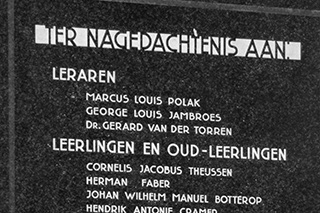 TER NAGEDACHTENIS AAN:
LERAREN
MARCUS LOUIS POLAK
GEORGE LOUIS JAMBROES
DR. GERARD VAN DER TORREN
LEERLINGEN EN OUD-LEERLINGEN
CORNELIS JACOBUS THEUSSEN
HERMAN FABER
JOHAN WILHELM MANUEL BOTTEROP
HENDRIK ANTONIE CRAMER